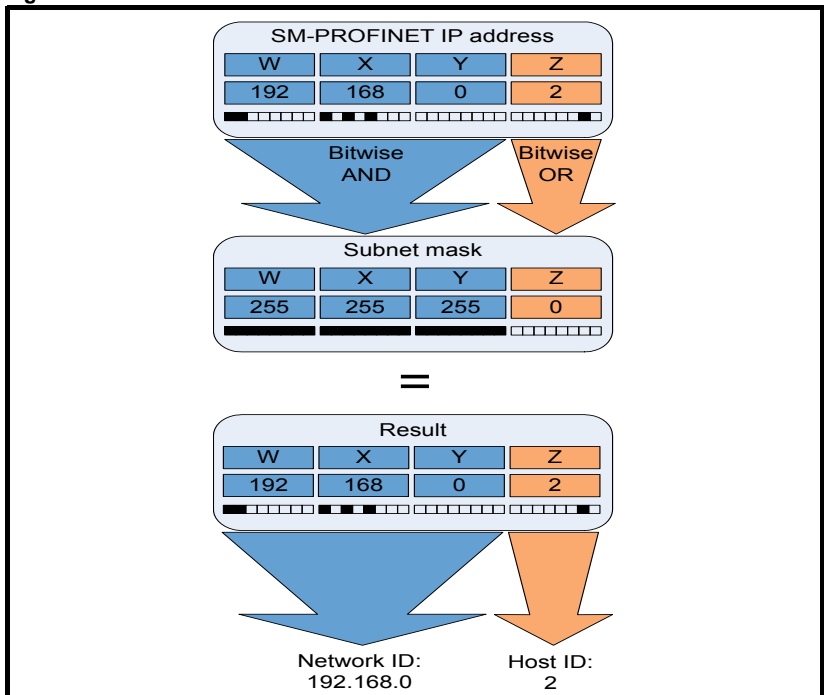 SM-PROFINET IP address
W X Y Z
192 168 0 2
Bitwise AND
Bitwise OR
Subnet mask
W X Y Z
255 255 255 0
=
Result
W X Y Z
192 168 0 2
Network ID:
192.168.0
Host ID:
2